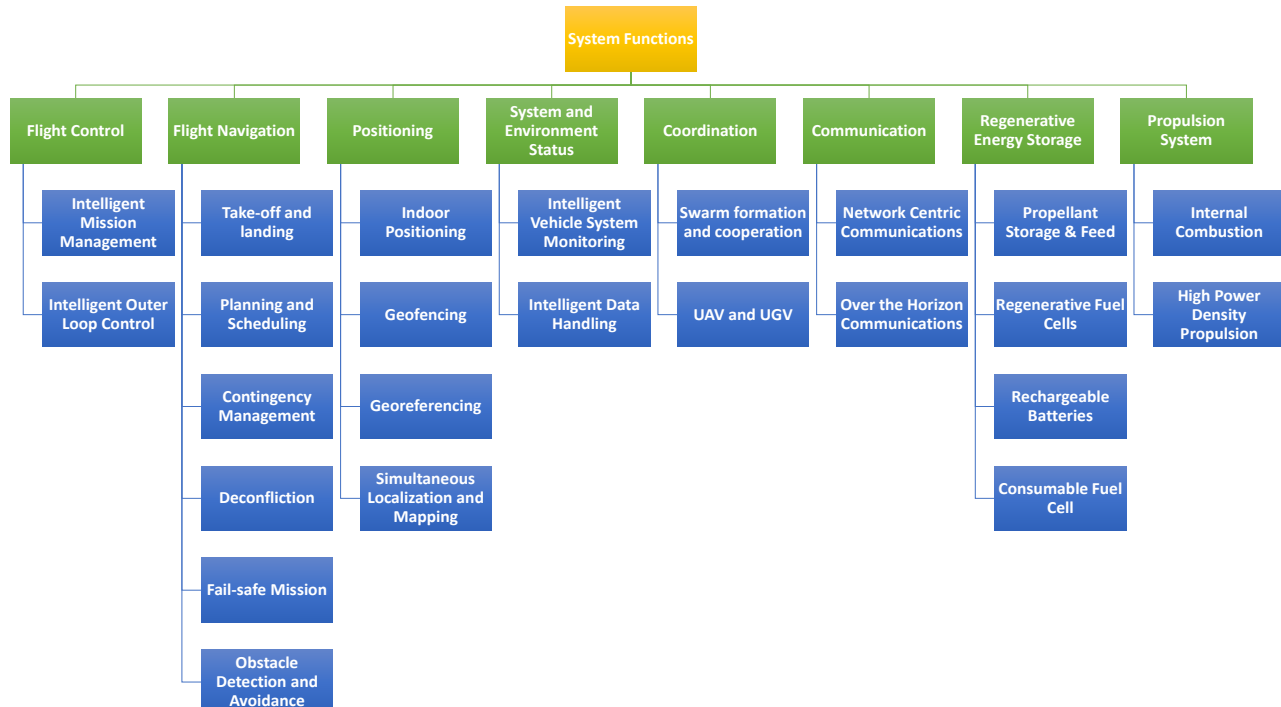 System Functions
Flight Control
Flight Navigation
Positioning
System and
Environment
Status
Coordination
Communication
Regenerative
Energy Storage
Propulsion
System
Intelligent
Mission
Management
Intelligent Outer
Loop Control
Take-off and
landing
Planning and
Scheduling
Contingency
Management
Deconfliction
Fail-safe Mission
Obstacle
Detection and
Avoidance
Indoor
Positioning
Geofencing
Georeferencing
Simultaneous
Localization and
Mapping
Intelligent
Vehicle System
Monitoring
Intelligent Data
Handling
Swarm formation
and cooperation
UAV and UGV
Network Centric
Communications
Over the Horizon
Communications
Propellant
Storage & Feed
Regenerative Fuel
Cells
Rechargeable
Batteries
Consumable Fuel
Cell
Internal
Combustion
High Power
Density
Propulsion